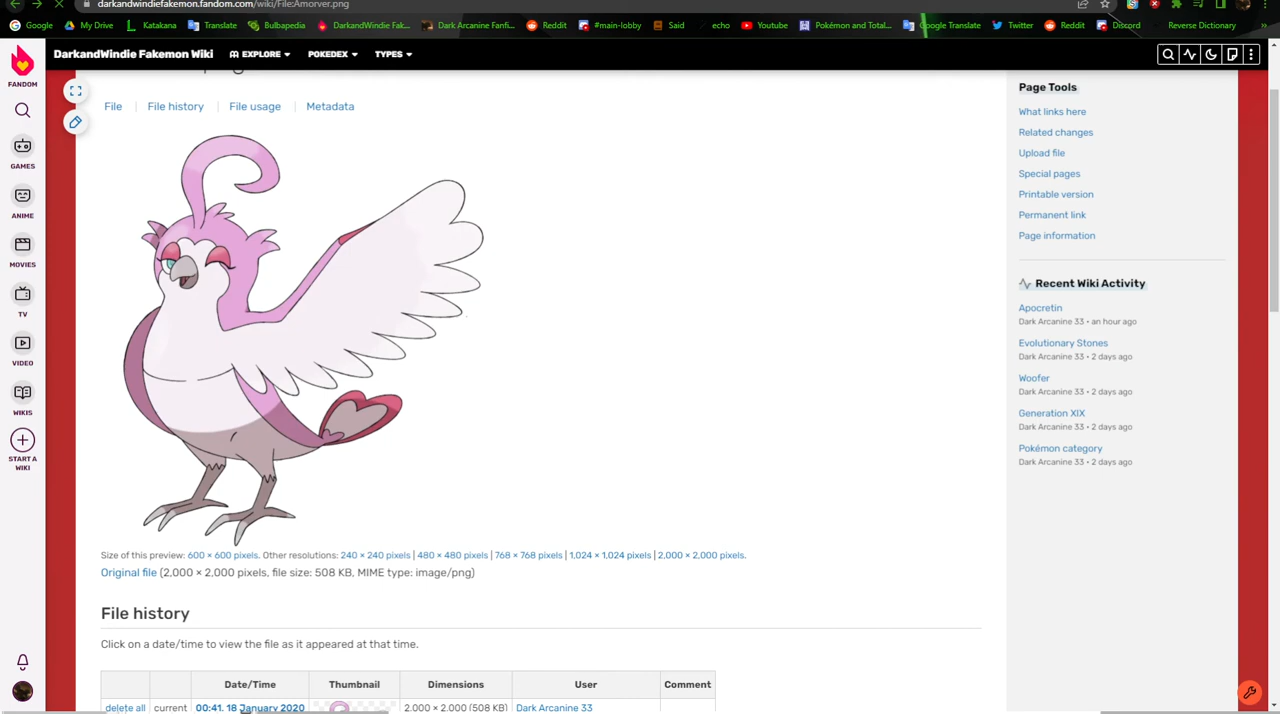 darkandwindiefakemon.fandom.com/wiki/File:Amorver.png
Google My Drive Katakana Translate Bulbapedia DarkandWindie Fak... Dark Arcanine Faking... Reddit #main-lobby Said echo Youtube Pokémon and Total... Google Translate Twitter Reddit Discord Reverse Dictionary »
FANDOM
GAMES
ANIME
MOVIES
TV
VIDEO
WIKIS
START A
WIKI
DarkandWindie Fakemon Wiki EXPLORE POKEDEX TYPES
File File history File usage Metadata
Size of this preview: 600 × 600 pixels. Other resolutions: 240 × 240 pixels | 480 × 480 pixels | 768 × 768 pixels | 1,024 × 1,024 pixels | 2,000 × 2,000 pixels.
Original file (2,000 × 2,000 pixels, file size: 508 KB, MIME type: image/png)
File history
Click on a date/time to view the file as it appeared at that time.
Date/Time Thumbnail Dimensions User Comment
delete all current 00:41, 18 January 2020 2,000 × 2,000 (508 KB) Dark Arcanine 33
Page Tools
What links here
Related changes
Upload file
Special pages
Printable version
Permanent link
Page information
Recent Wiki Activity
Apocretin
Dark Arcanine 33 • an hour ago
Evolutionary Stones
Dark Arcanine 33 • 2 days ago
Woofer
Dark Arcanine 33 • 2 days ago
Generation XIX
Dark Arcanine 33 • 2 days ago
Pokémon category
Dark Arcanine 33 • 2 days ago